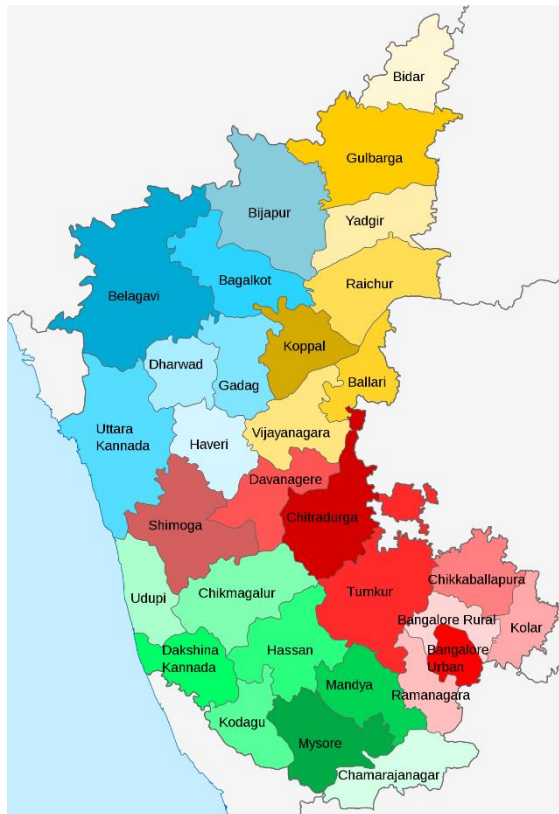 Bidar
Gulbarga
Bijapur
Yadgir
Bagalkot
Raichur
Belagavi
Koppal
Dharwad
Gadag
Ballari
Uttara
Kannada
Haveri
Vijayanagara
Davanagere
Shimoga
Chitradurga
Chikkaballapura
Udupi
Chikmagalur
Tumkur
Bangalore Rural
Kolar
Dakshina
Kannada
Hassan
Bangalore
Urban
Mandya
Ramanagara
Kodagu
Mysore
Chamarajanagar